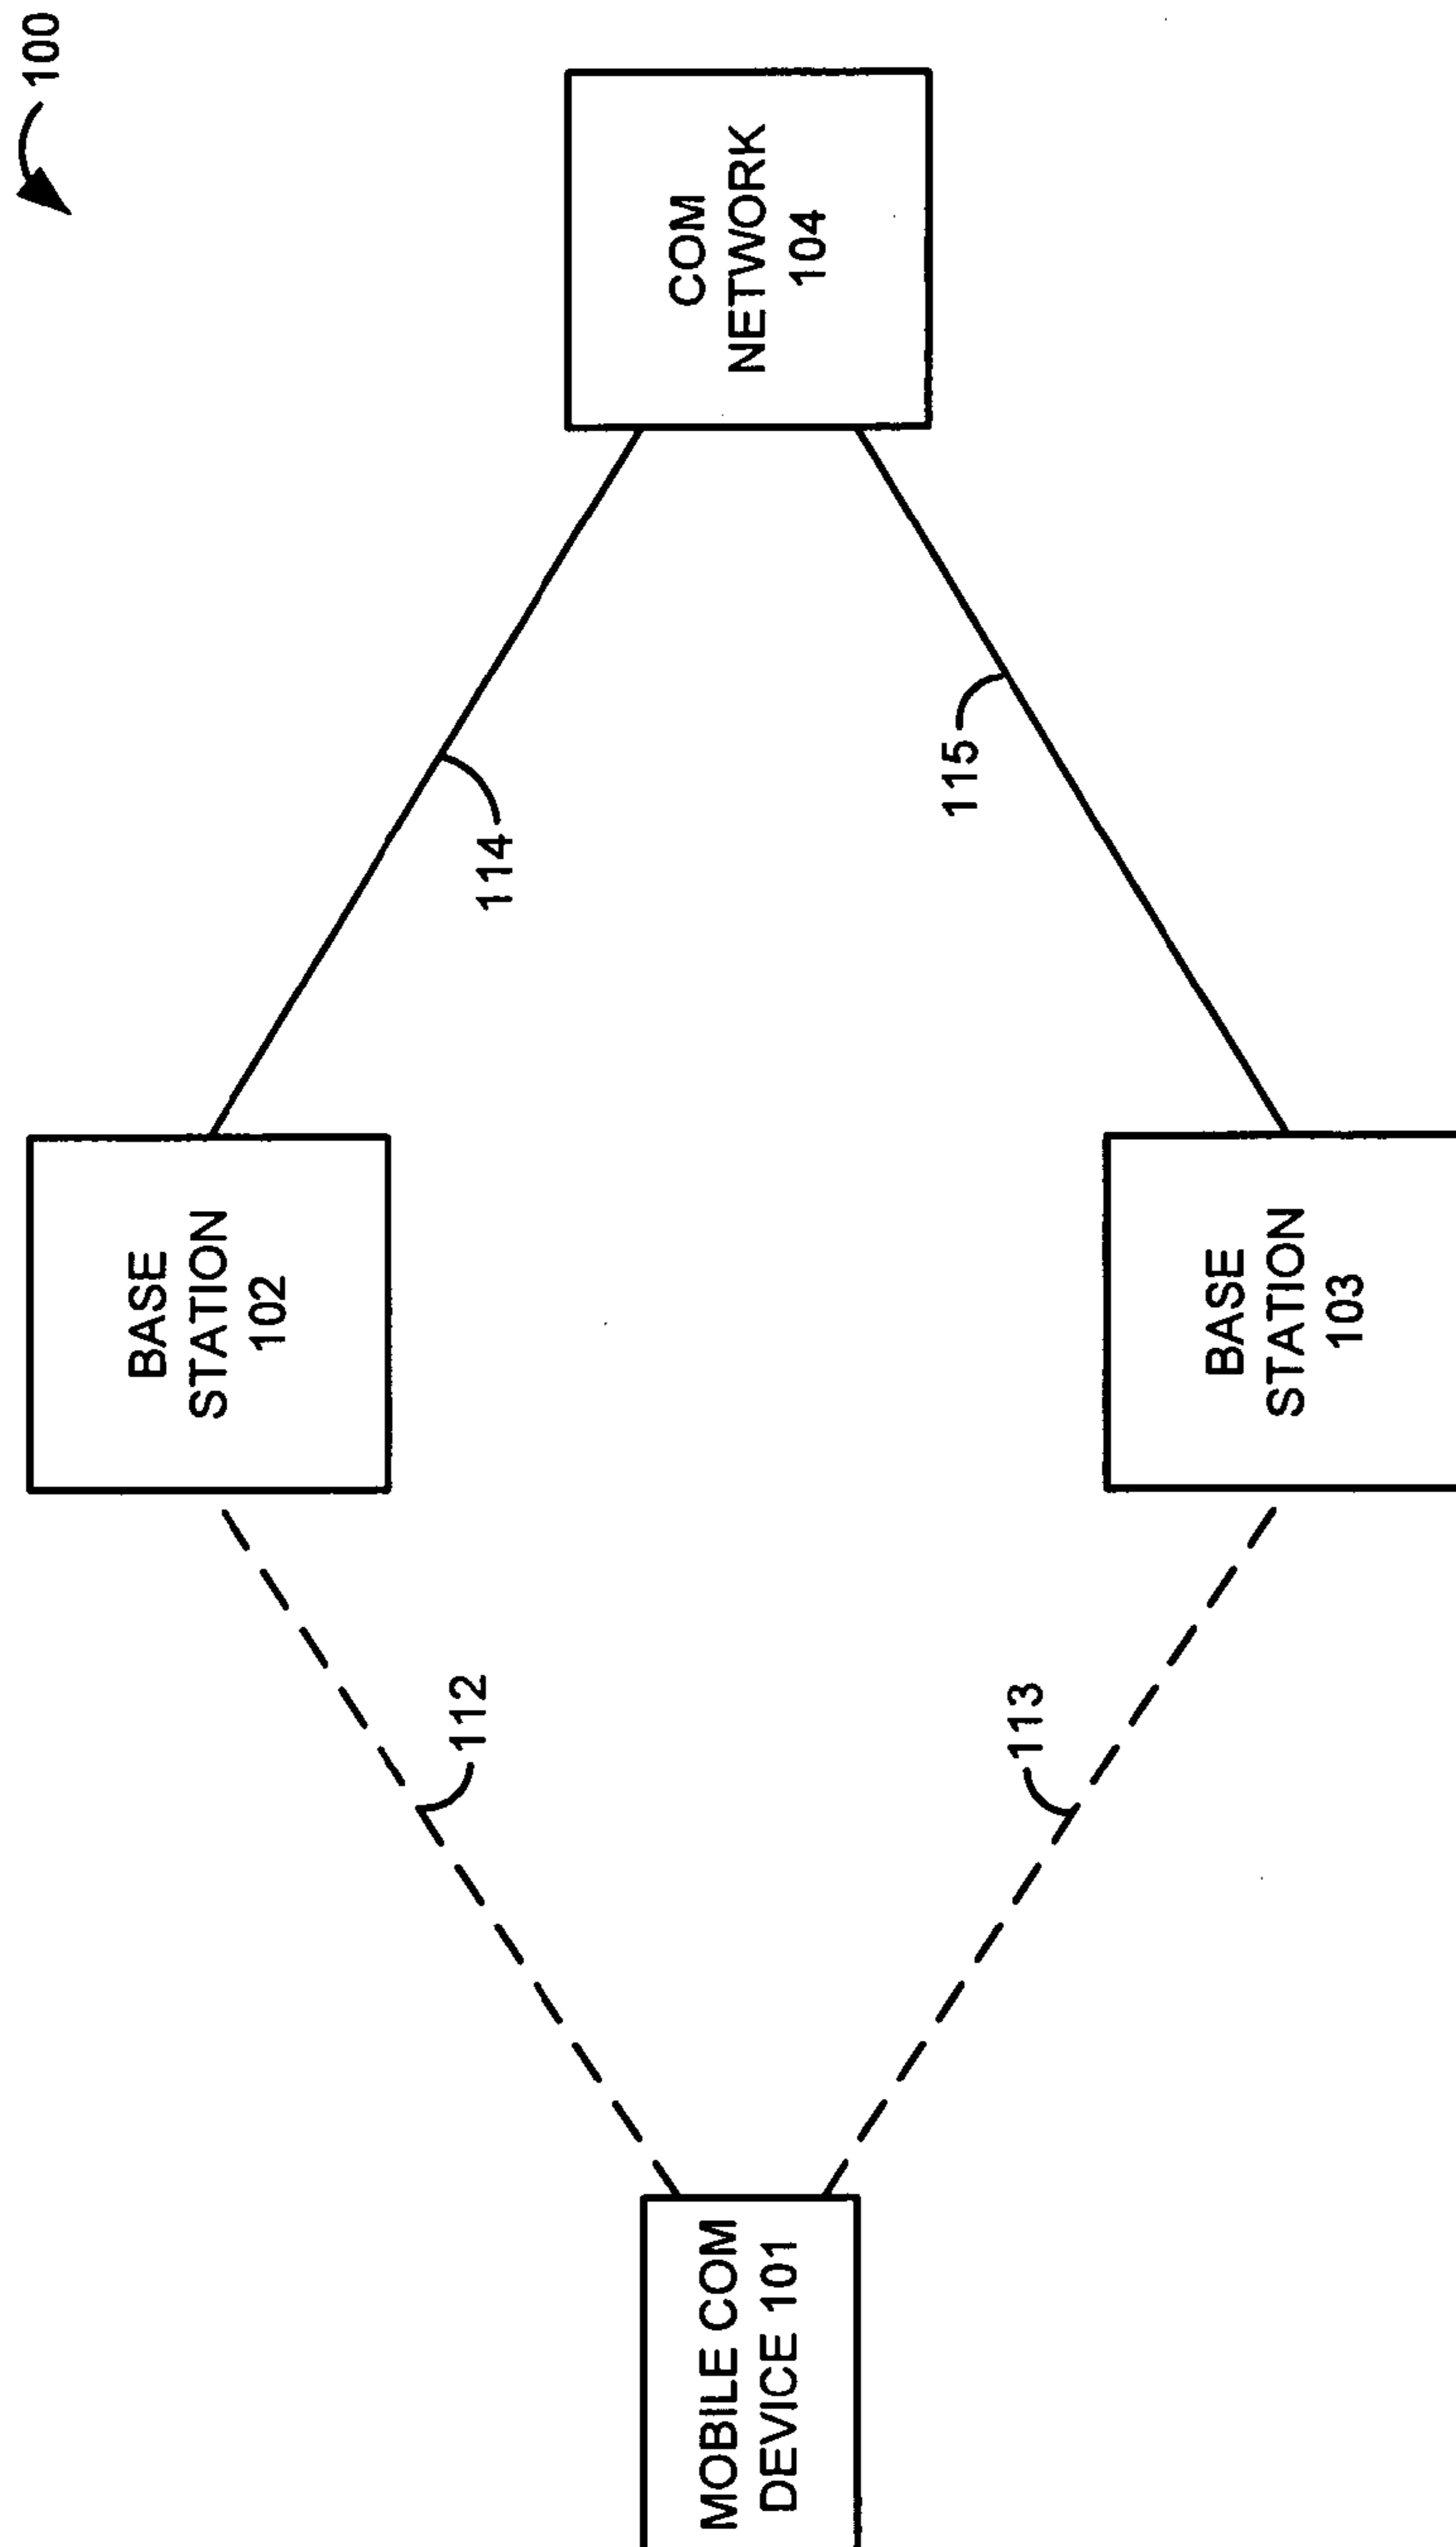 100
BASE
STATION
102
112
114
MOBILE COM
DEVICE 101
COM
NETWORK
104
113
115
BASE
STATION
103